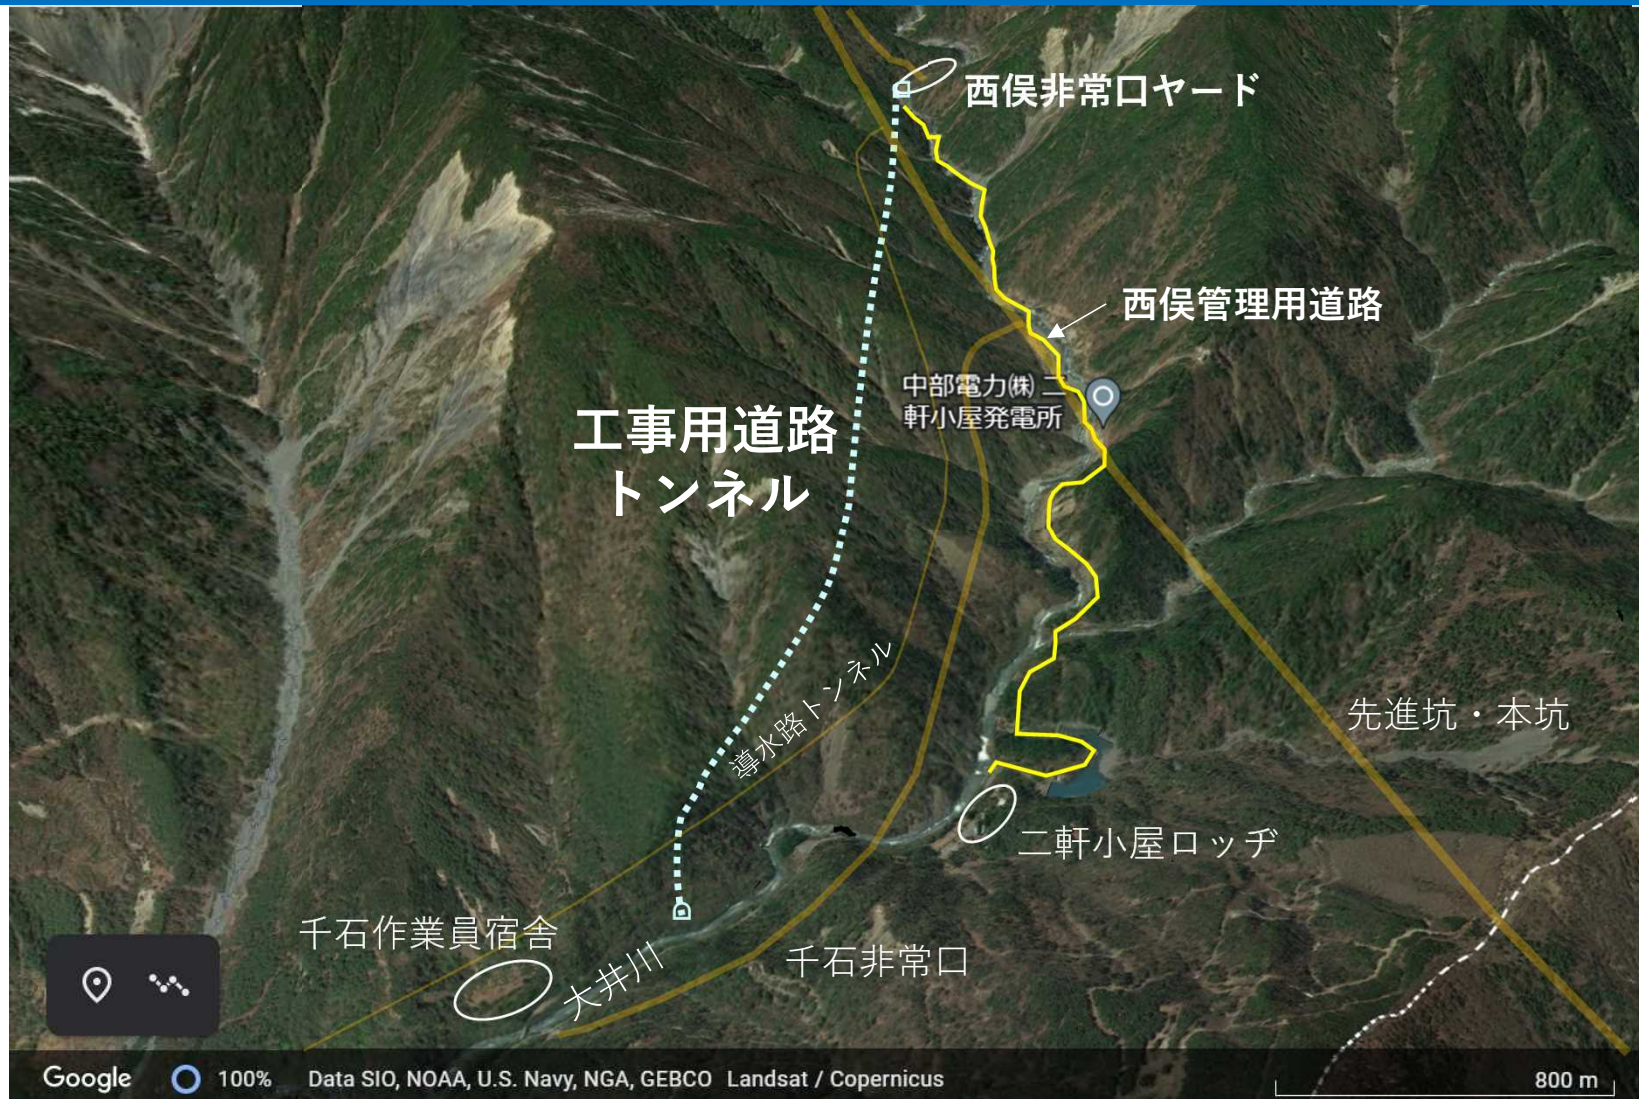 西俣非常口ヤード
西俣管理用道路
中部電力㈱ 二
軒小屋発電所
工事用道路
トンネル
導水路トンネル
先進坑・本坑
二軒小屋ロッヂ
千石作業員宿舎
大井川
千石非常口
Google 100% Data SIO, NOAA, U.S. Navy, NGA, GEBCO Landsat / Copernicus 800 m